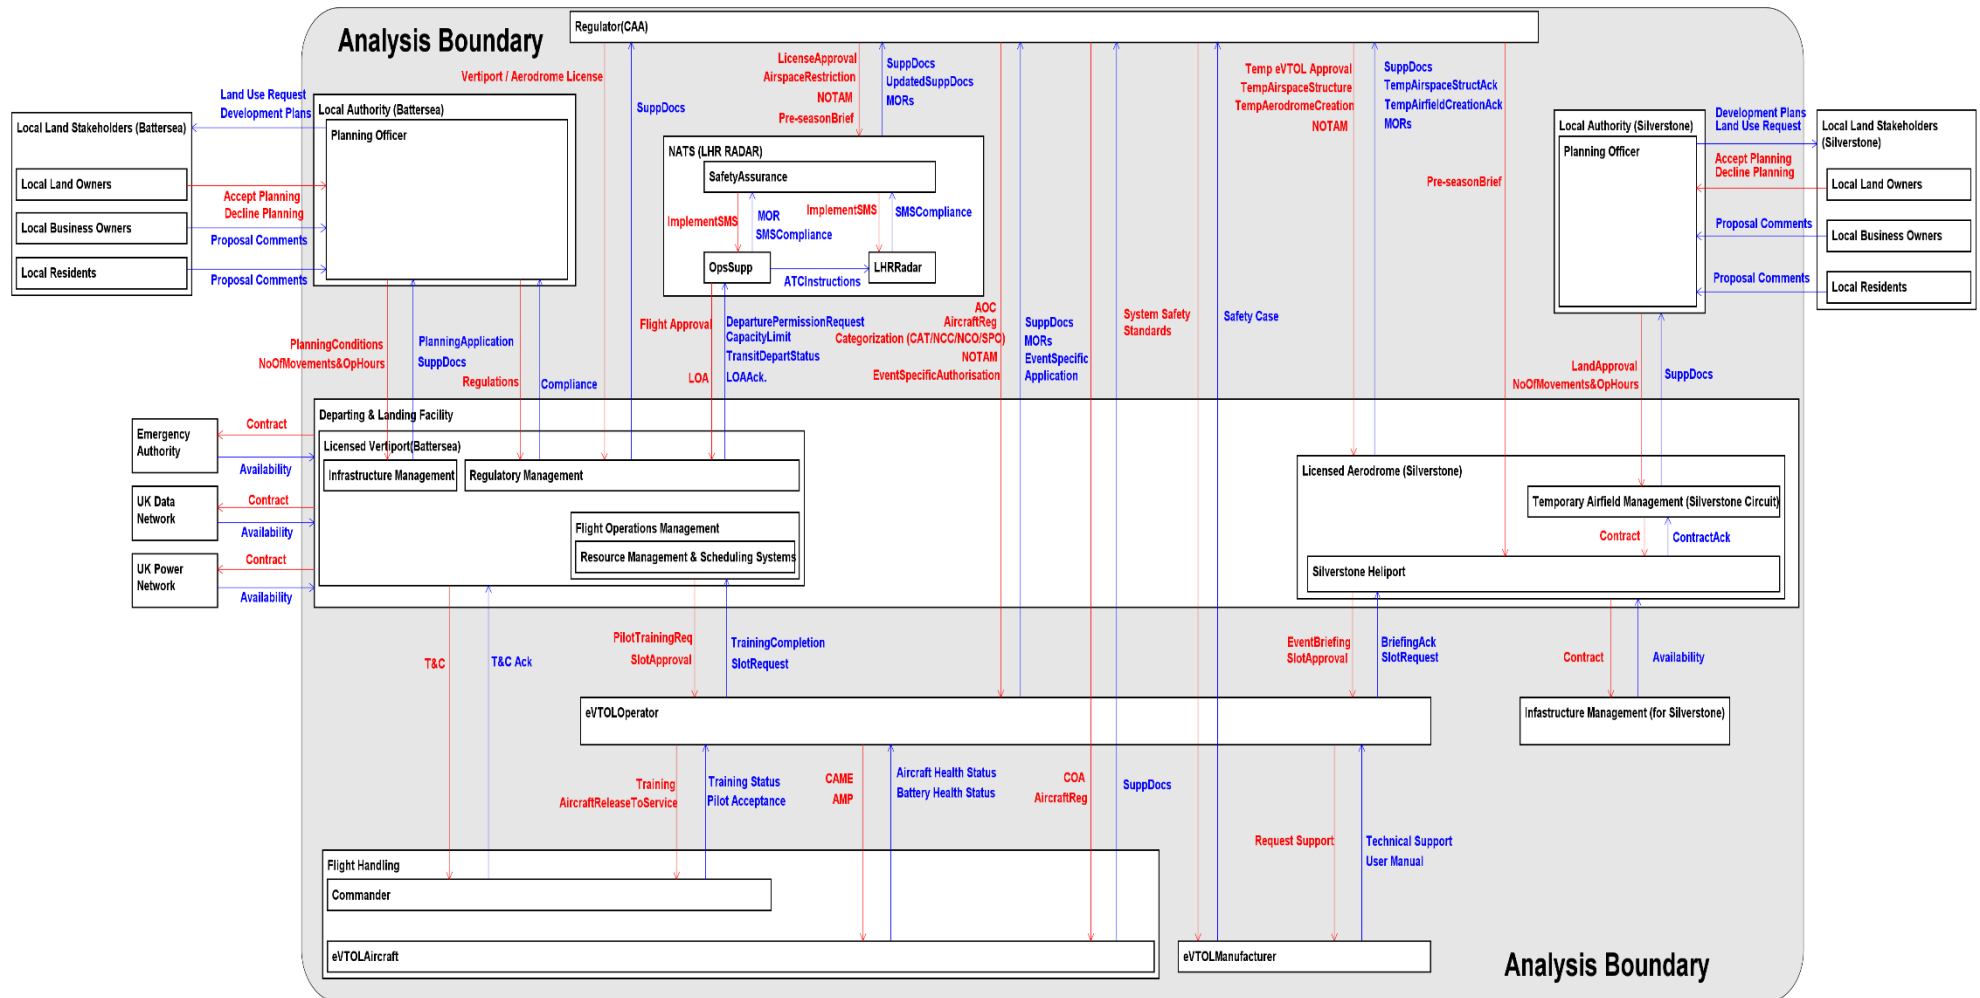 Analysis Boundary
Regulator(CAA)
Vertiport / Aerodrome License
SuppDocs
LicenseApproval
AirspaceRestriction
NOTAM
Pre-seasonBrief
SuppDocs
UpdatedSuppDocs
MORs
Temp eVTOL Approval
TempAirspaceStructure
TempAerodromeCreation
NOTAM
SuppDocs
TempAirspaceStructAck
TempAirfieldCreationAck
MORs
Pre-seasonBrief
Land Use Request
Development Plans
Local Land Stakeholders (Battersea)
Local Land Owners
Local Business Owners
Local Residents
Accept Planning
Decline Planning
Proposal Comments
Proposal Comments
Local Authority (Battersea)
Planning Officer
NATS (LHR RADAR)
SafetyAssurance
ImplementSMS
MOR
SMSCompliance
ImplementSMS
SMSCompliance
OpsSupp
LHRRadar
ATCInstructions
Local Authority (Silverstone)
Planning Officer
Development Plans
Land Use Request
Accept Planning
Decline Planning
Proposal Comments
Proposal Comments
Local Land Stakeholders
(Silverstone)
Local Land Owners
Local Business Owners
Local Residents
PlanningConditions
NoOfMovements&OpHours
PlanningApplication
SuppDocs
Regulations
Compliance
Flight Approval
LOA
DeparturePermissionRequest
CapacityLimit
TransitDepartStatus
LOAAck.
AOC
AircraftReg
Categorization (CAT/NCC/NCO/SPO)
NOTAM
EventSpecificAuthorisation
SuppDocs
MORs
EventSpecific
Application
System Safety
Standards
Safety Case
LandApproval
NoOfMovements&OpHours
SuppDocs
Emergency
Authority
Contract
Availability
UK Data
Network
Contract
Availability
UK Power
Network
Contract
Availability
Departing & Landing Facility
Licensed Vertiport(Battersea)
Infrastructure Management
Regulatory Management
Flight Operations Management
Resource Management & Scheduling Systems
Licensed Aerodrome (Silverstone)
Temporary Airfield Management (Silverstone Circuit)
Contract
ContractAck
Silverstone Heliport
T&C
T&C Ack
PilotTrainingReq
SlotApproval
TrainingCompletion
SlotRequest
EventBriefing
SlotApproval
BriefingAck
SlotRequest
Contract
Availability
eVTOLOperator
Infastructure Management (for Silverstone)
Training
AircraftReleaseToService
Training Status
Pilot Acceptance
CAME
AMP
Aircraft Health Status
Battery Health Status
COA
AircraftReg
SuppDocs
Request Support
Technical Support
User Manual
Flight Handling
Commander
eVTOLAircraft
eVTOLManufacturer
Analysis Boundary